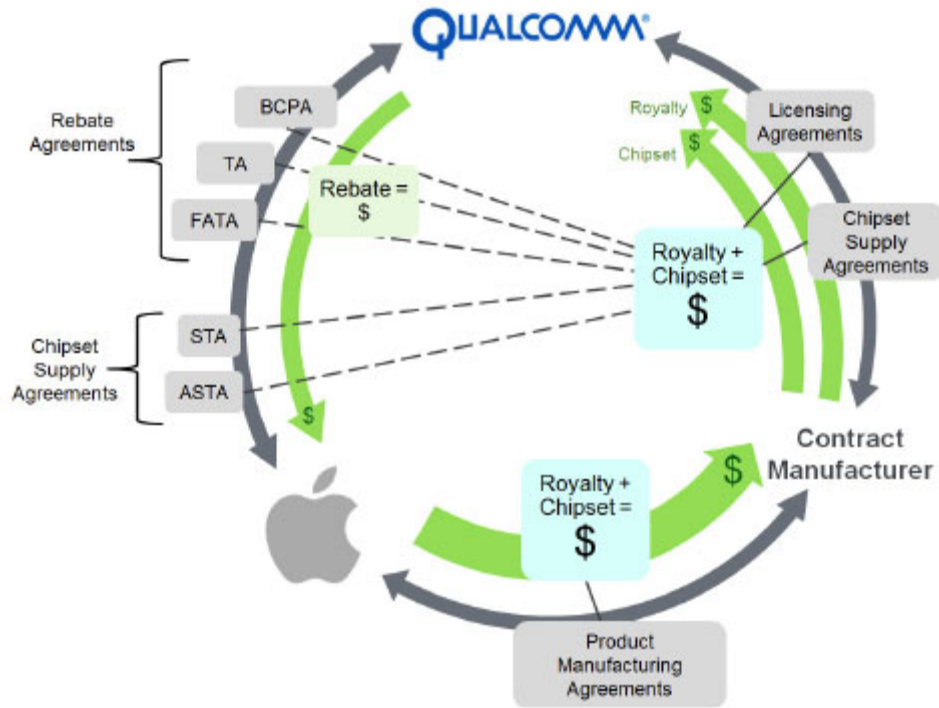 QUALCOMM®
Rebate
Agreements
BCPA
TA
FATA
Rebate =
$
Royalty
$
Chipset
$
Licensing
Agreements
Chipset
Supply
Agreements
Royalty +
Chipset =
$
Chipset
Supply
Agreements
STA
ASTA
$
Contract
Manufacturer
$
Royalty +
Chipset =
$
Product
Manufacturing
Agreements